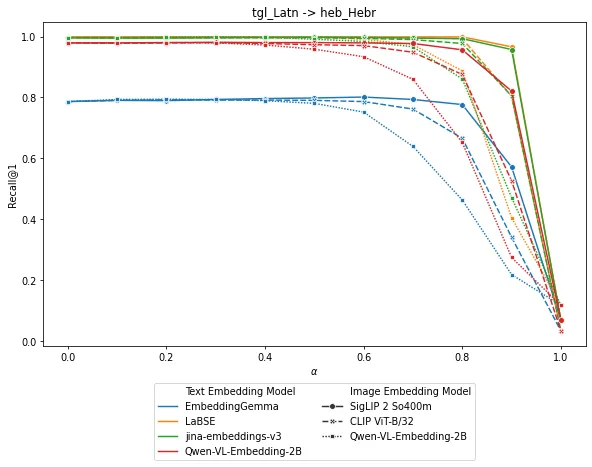 tgl_Latn -> heb_Hebr
1.0
0.8
0.6
0.4
0.2
0.0
Recall@1
0.0 0.2 0.4 0.6 0.8 1.0
α
Text Embedding Model
EmbeddingGemma
LaBSE
jina-embeddings-v3
Qwen-VL-Embedding-2B
Image Embedding Model
SigLIP 2 So400m
CLIP ViT-B/32
Qwen-VL-Embedding-2B